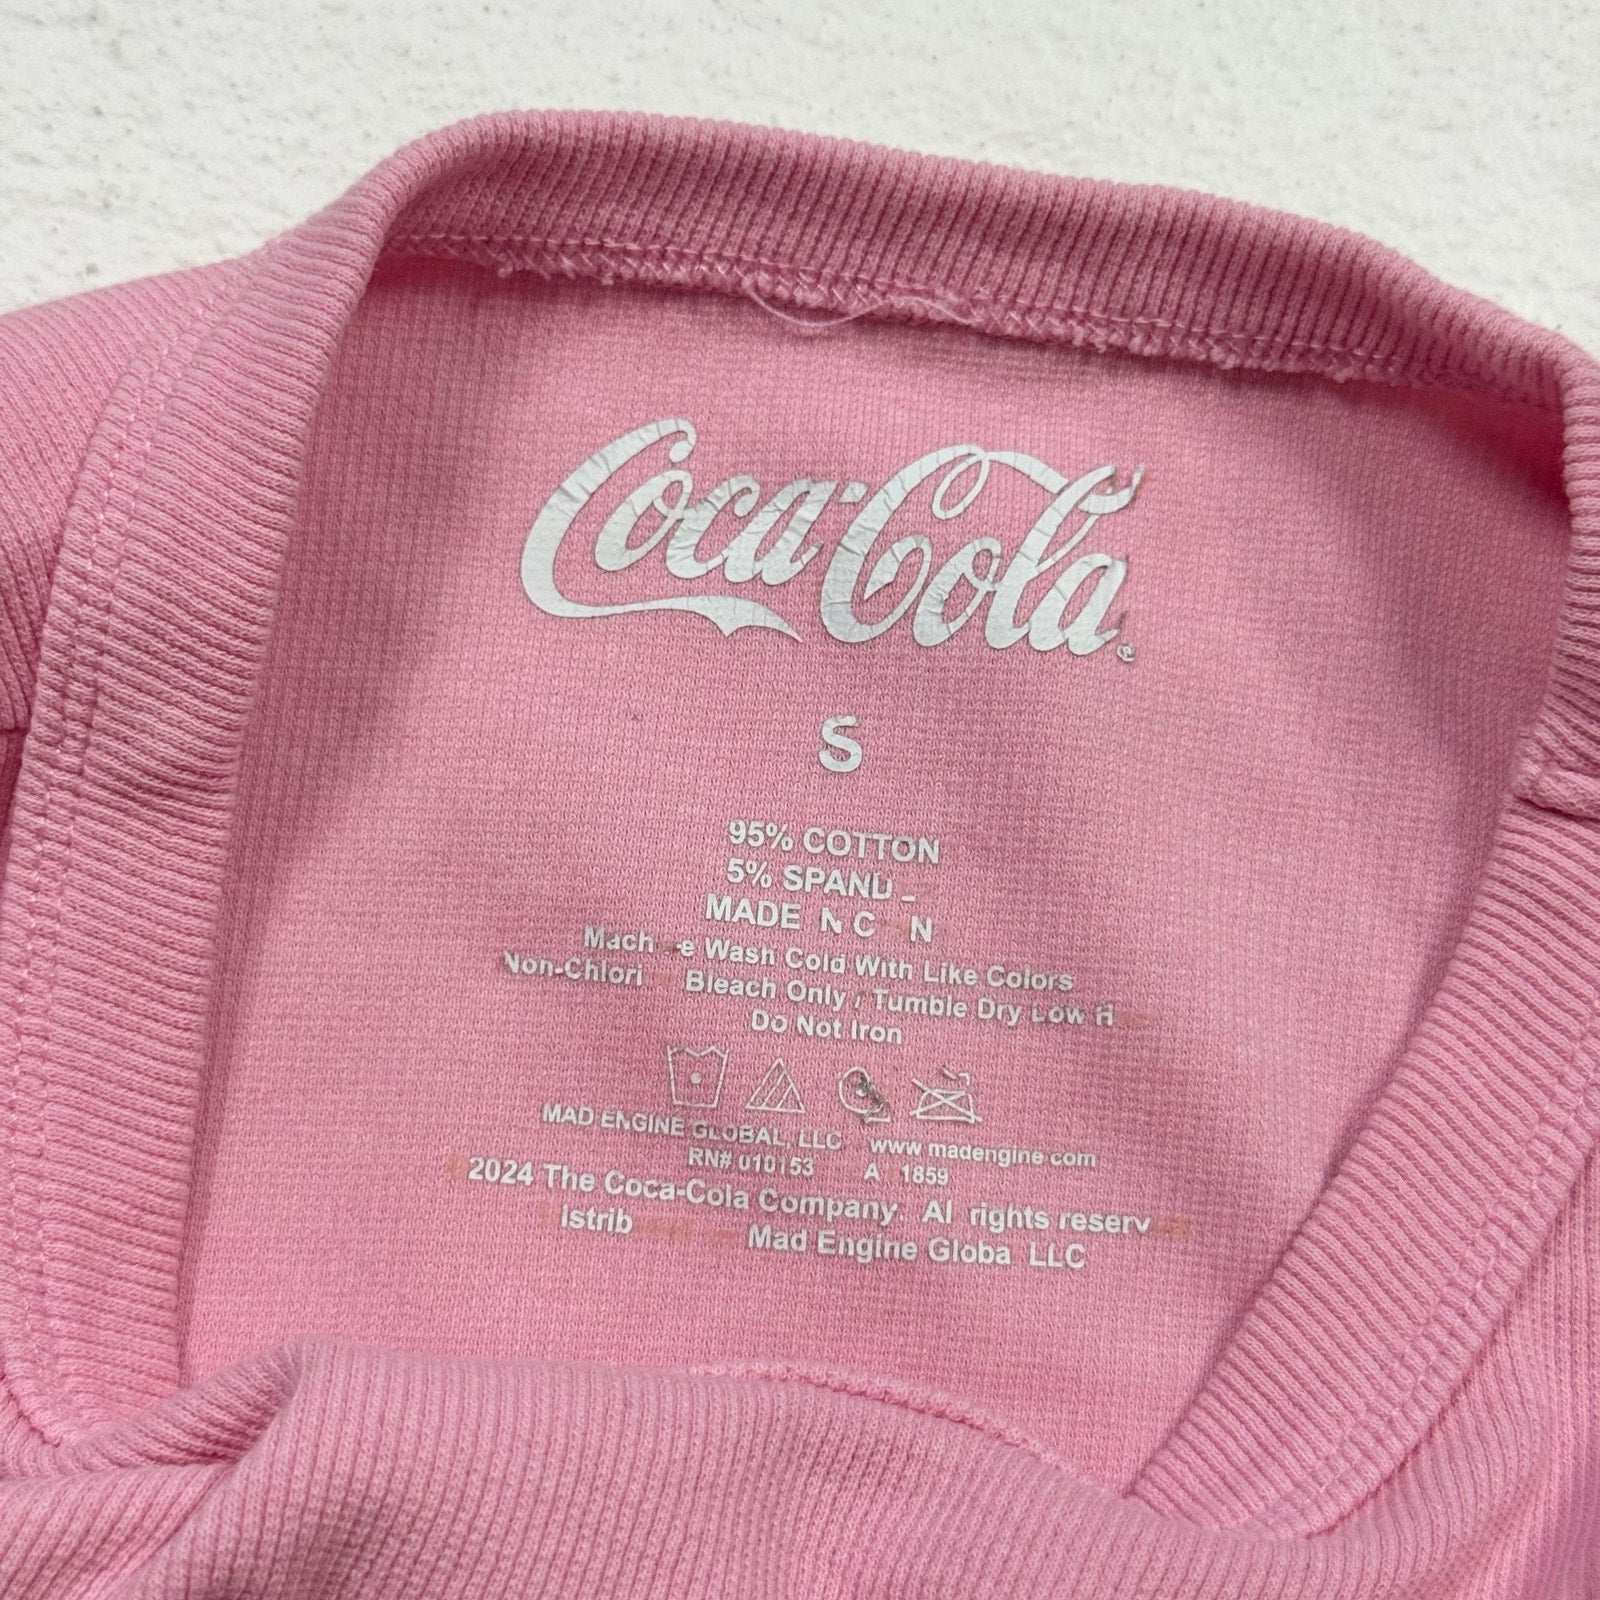 Coca-Cola®
S
95% COTTON
5% SPAND
MADE N C N
Mach e Wash Cold With Like Colors
Non-Chlori Bleach Only / Tumble Dry Low H
Do Not Iron
MAD ENGINE GLOBAL, LLC www madengine com
RN# 010153 A 1859
2024 The Coca-Cola Company. Al rights reserv
istrib Mad Engine Globa LLC